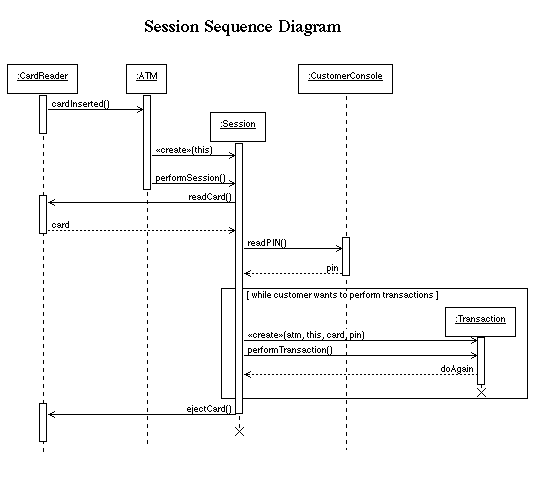 Session Sequence Diagram
:CardReader
:ATM
:CustomerConsole
cardInserted()
:Session
«create»(this)
performSession()
readCard()
card
readPIN()
pin
[ while customer wants to perform transactions ]
:Transaction
«create»(atm, this, card, pin)
performTransaction()
doAgain
ejectCard()